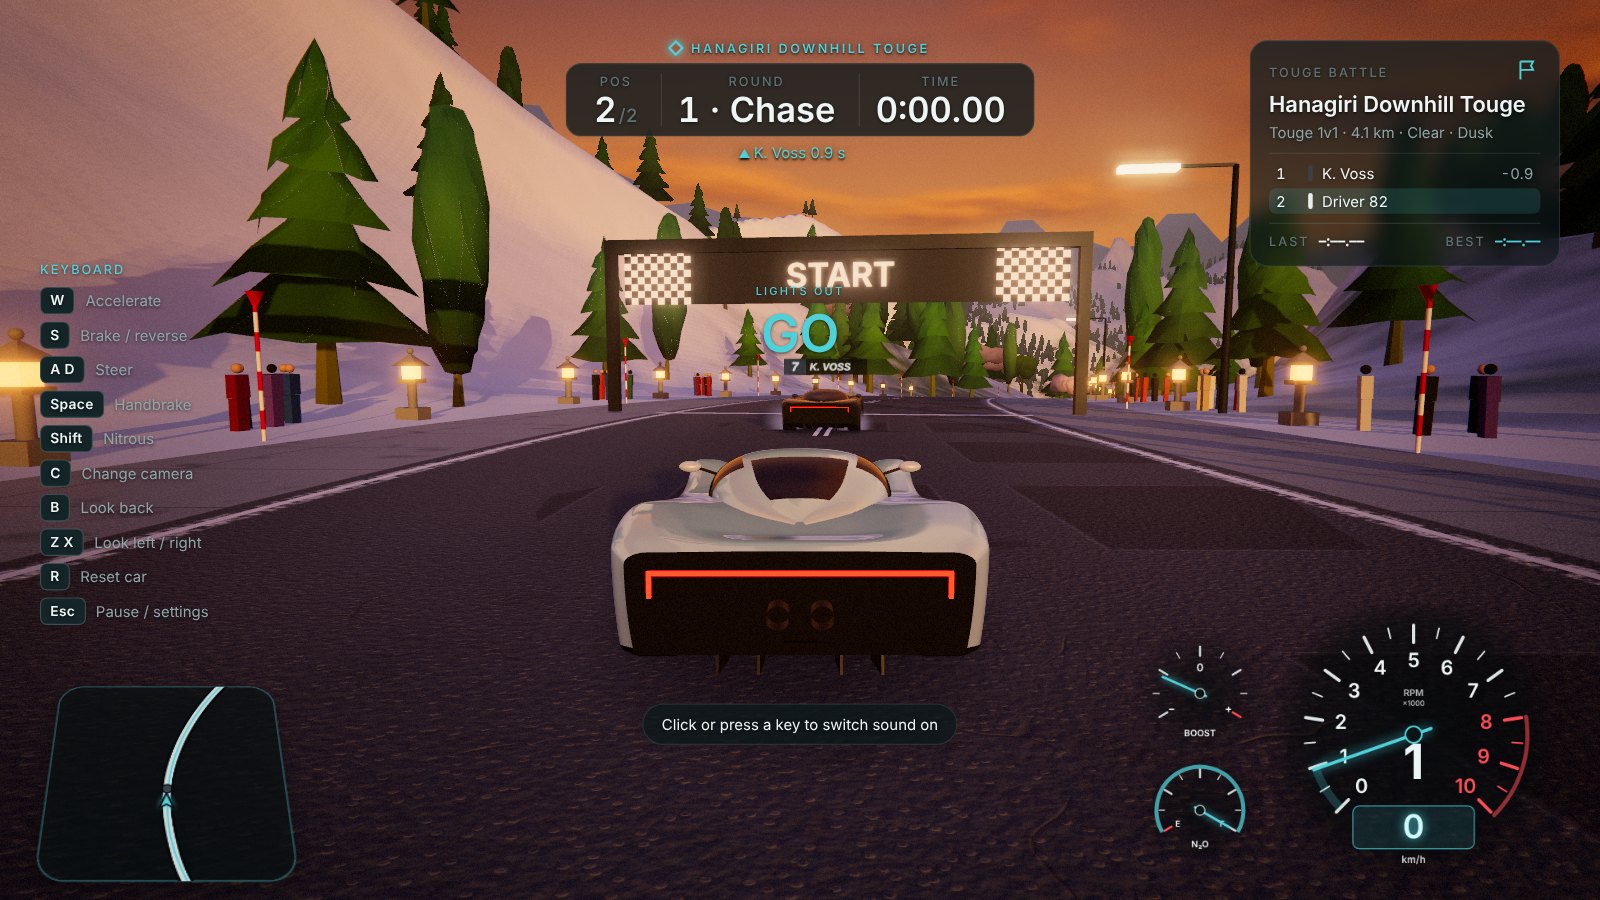 HANAGIRI DOWNHILL TOUGE
POS
2/2
ROUND
1 · Chase
TIME
0:00.00
▲ K. Voss 0.9 s
TOUGE BATTLE
Hanagiri Downhill Touge
Touge 1v1 · 4.1 km · Clear · Dusk
1 K. Voss -0.9
2 Driver 82
LAST -:--.-- BEST -:--.--
START
LIGHTS OUT
GO
7 K. VOSS
KEYBOARD
W Accelerate
S Brake / reverse
A D Steer
Space Handbrake
Shift Nitrous
C Change camera
B Look back
Z X Look left / right
R Reset car
Esc Pause / settings
Click or press a key to switch sound on
0
- +
BOOST
E F
N₂O
0 1 2 3 4 5 6 7 8 9 10
RPM
×1000
1
0
km/h